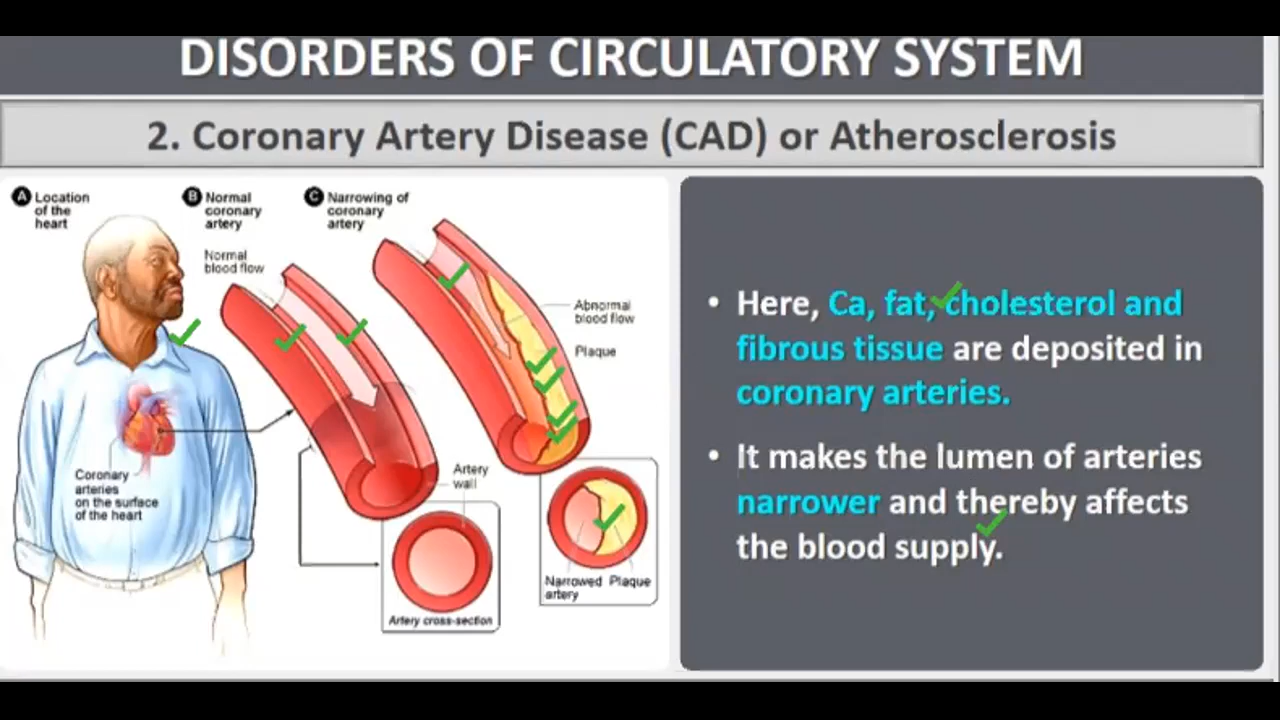 DISORDERS OF CIRCULATORY SYSTEM
2. Coronary Artery Disease (CAD) or Atherosclerosis
A Location
of the
heart
B Normal
coronary
artery
C Narrowing of
coronary
artery
Normal
blood flow
Abnormal
blood flow
Plaque
Coronary
arteries
on the surface
of the heart
Artery
wall
Artery cross-section
Narrowed Plaque
artery
• Here, Ca, fat, cholesterol and
fibrous tissue are deposited in
coronary arteries.
• It makes the lumen of arteries
narrower and thereby affects
the blood supply.